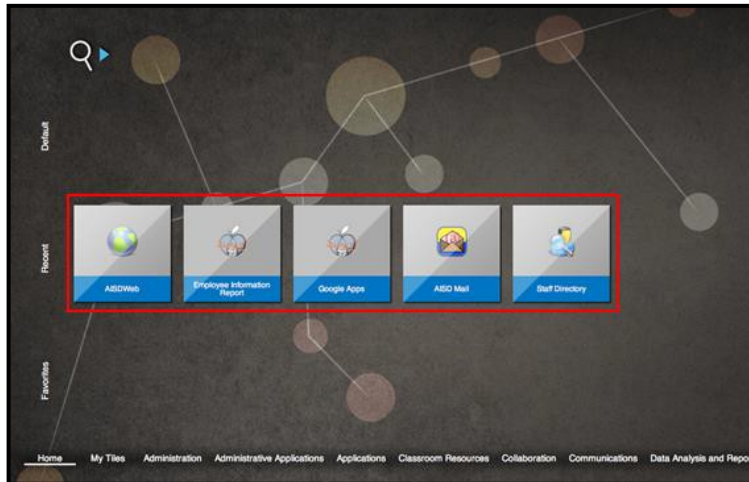 Default
Recent
AISDWeb
Employee Information
Report
Google Apps
AISD Mail
Staff Directory
Favorites
Home My Tiles Administration Administrative Applications Applications Classroom Resources Collaboration Communications Data Analysis and Repo